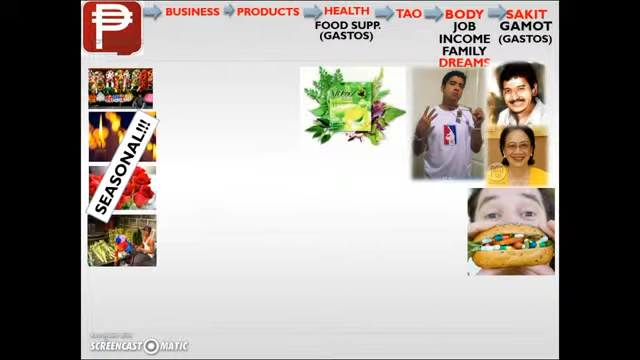 BUSINESS
PRODUCTS
HEALTH
FOOD SUPP.
(GASTOS)
TAO
BODY
JOB
INCOME
FAMILY
DREAMS
SAKIT
GAMOT
(GASTOS)
SEASONAL!!!
SCREENCAST MATIC